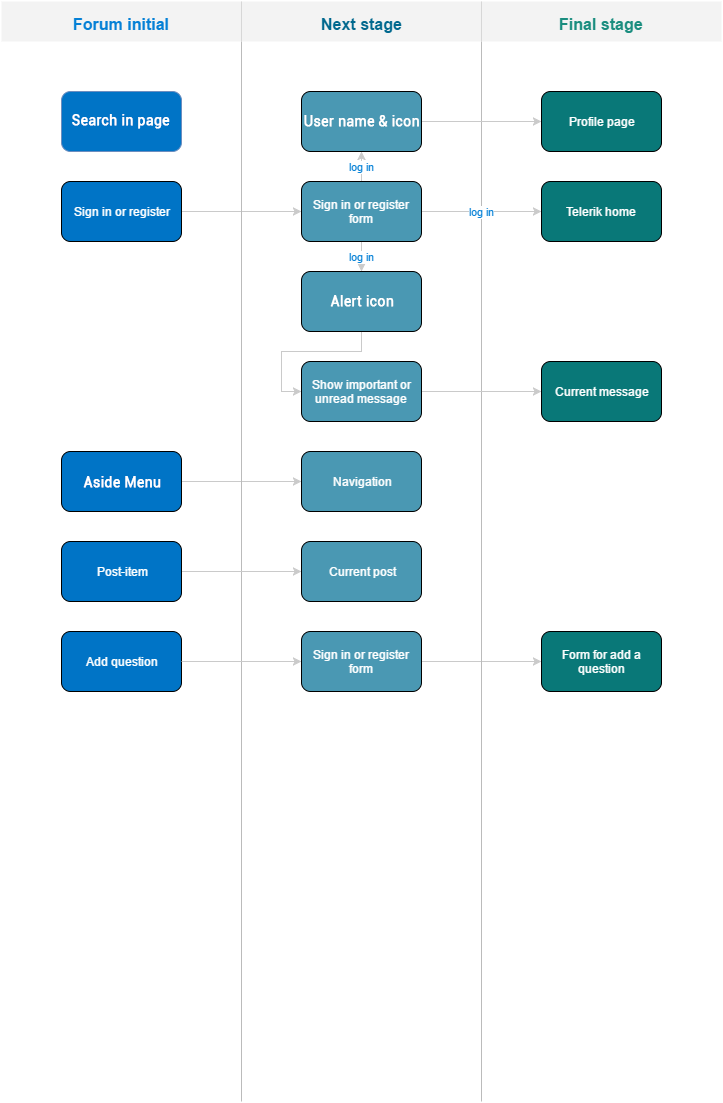 Forum initial
Next stage
Final stage
Search in page
User name & icon
Profile page
log in
Sign in or register
Sign in or register
form
log in
Telerik home
log in
Alert icon
Show important or
unread message
Current message
Aside Menu
Navigation
Post-item
Current post
Add question
Sign in or register
form
Form for add a
question